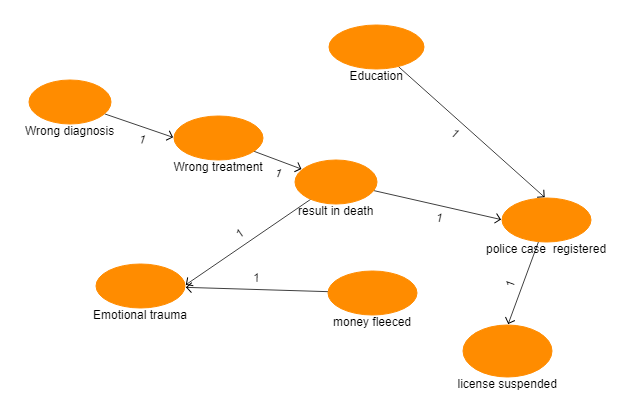 Education
1
Wrong diagnosis
1
Wrong treatment
1
result in death
1
police case  registered
1
1
1
Emotional trauma
money fleeced
license suspended